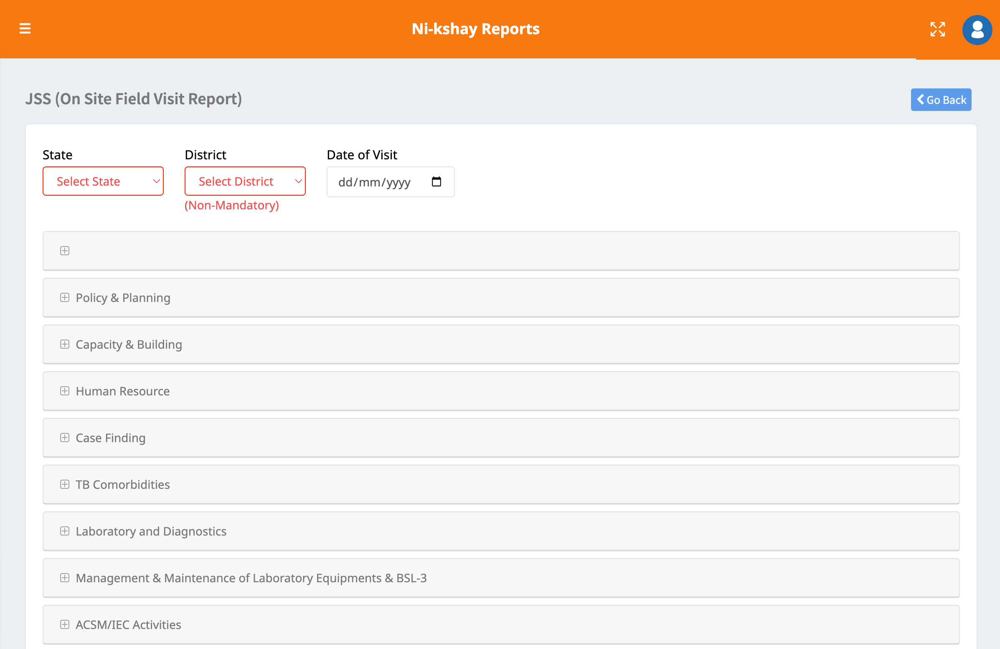 Ni-kshay Reports
JSS (On Site Field Visit Report)
Go Back
State
District
Date of Visit
Select State
Select District
dd/mm/yyyy
(Non-Mandatory)
Policy & Planning
Capacity & Building
Human Resource
Case Finding
TB Comorbidities
Laboratory and Diagnostics
Management & Maintenance of Laboratory Equipments & BSL-3
ACSM/IEC Activities